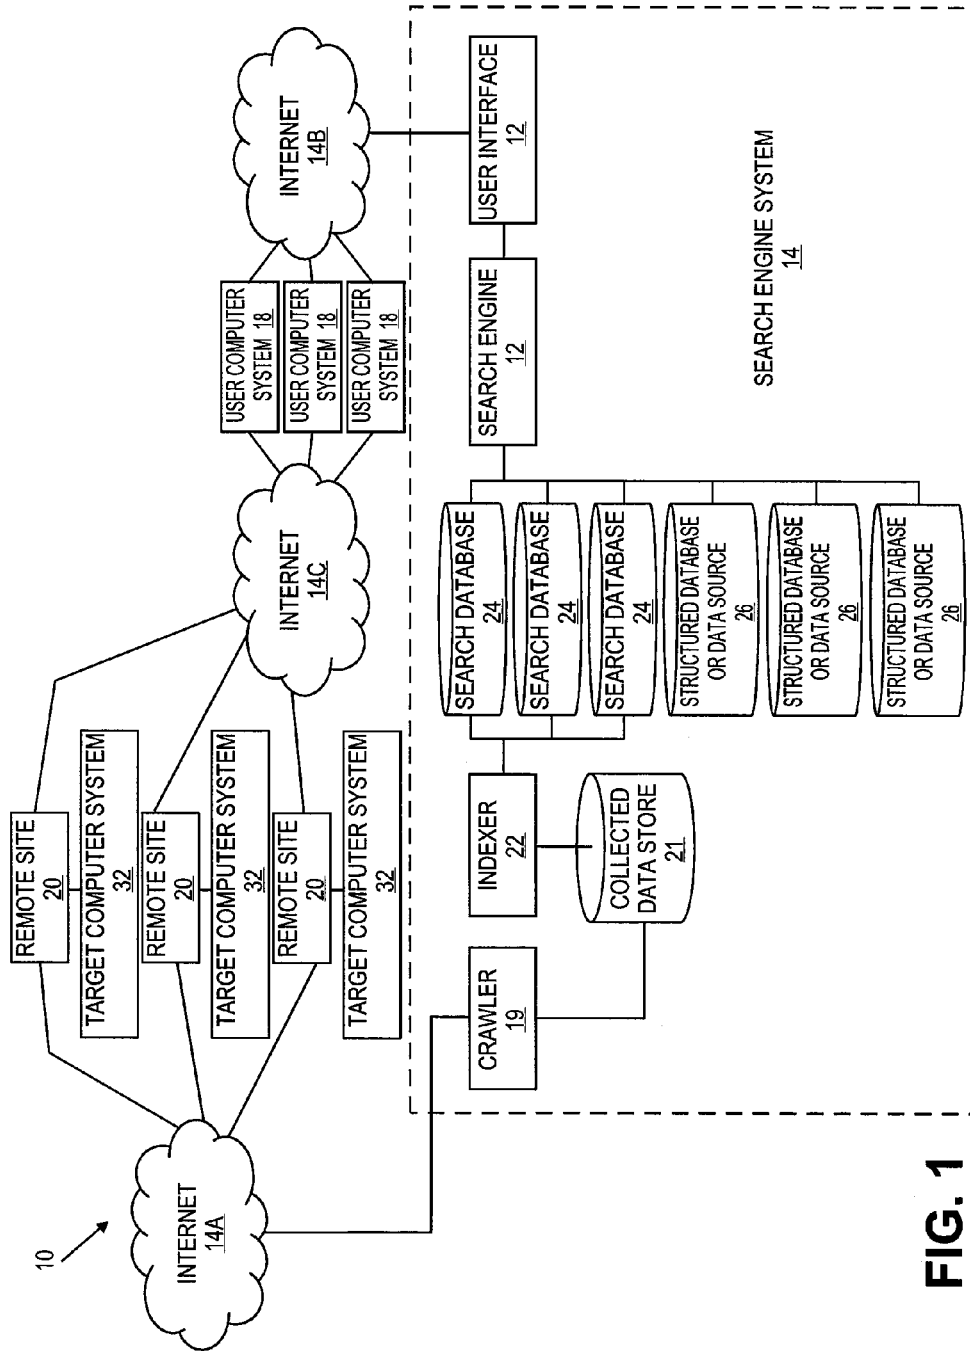 10
INTERNET
14A
REMOTE SITE
20
TARGET COMPUTER SYSTEM
32
REMOTE SITE
20
TARGET COMPUTER SYSTEM
32
REMOTE SITE
20
TARGET COMPUTER SYSTEM
32
INTERNET
14C
USER COMPUTER
SYSTEM 18
USER COMPUTER
SYSTEM 18
USER COMPUTER
SYSTEM 18
INTERNET
14B
CRAWLER
19
INDEXER
22
COLLECTED
DATA STORE
21
SEARCH DATABASE
24
SEARCH DATABASE
24
SEARCH DATABASE
24
STRUCTURED DATABASE
OR DATA SOURCE
26
STRUCTURED DATABASE
OR DATA SOURCE
26
STRUCTURED DATABASE
OR DATA SOURCE
26
SEARCH ENGINE
12
USER INTERFACE
12
SEARCH ENGINE SYSTEM
14
FIG. 1